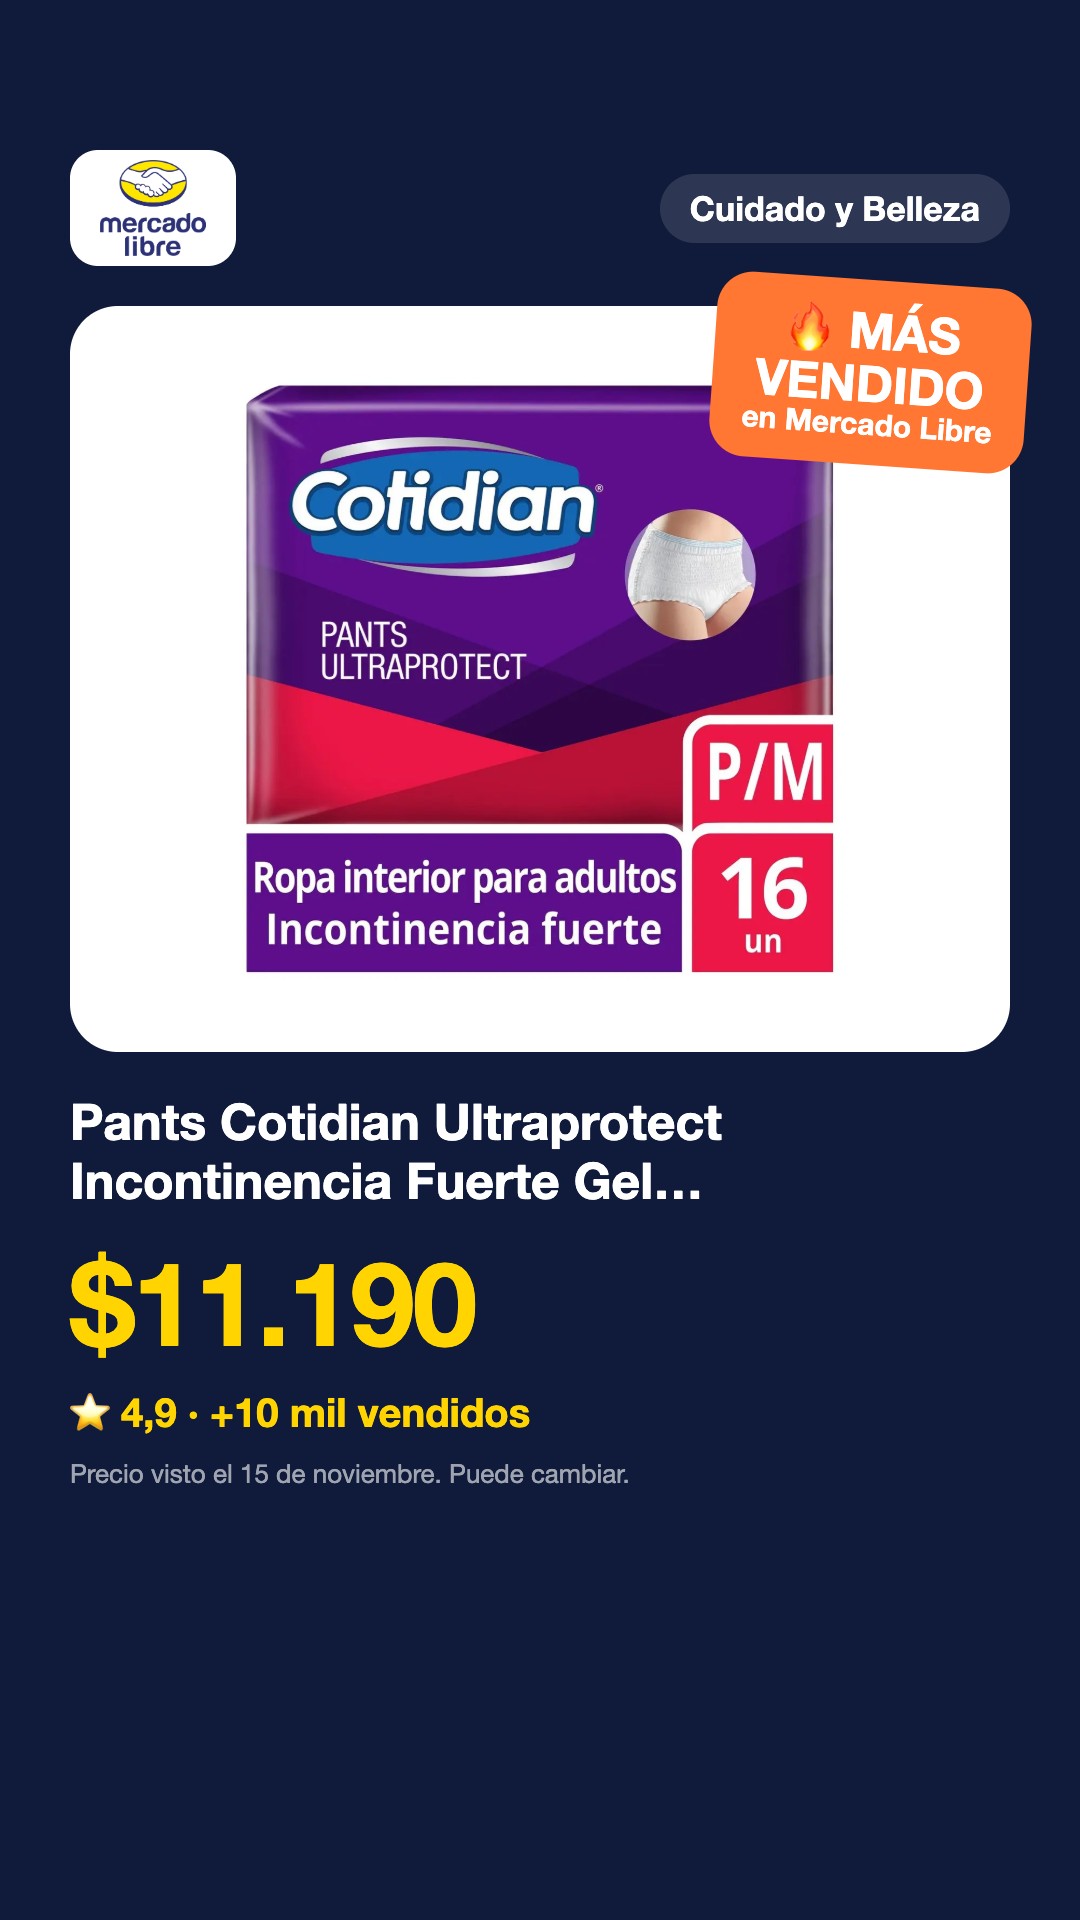 mercado
libre
Cuidado y Belleza
🔥 MÁS
VENDIDO
en Mercado Libre
Cotidian®
PANTS
ULTRAPROTECT
P/M
Ropa interior para adultos
Incontinencia fuerte
16
un
Pants Cotidian Ultraprotect
Incontinencia Fuerte Gel...
$11.190
⭐ 4,9 · +10 mil vendidos
Precio visto el 15 de noviembre. Puede cambiar.